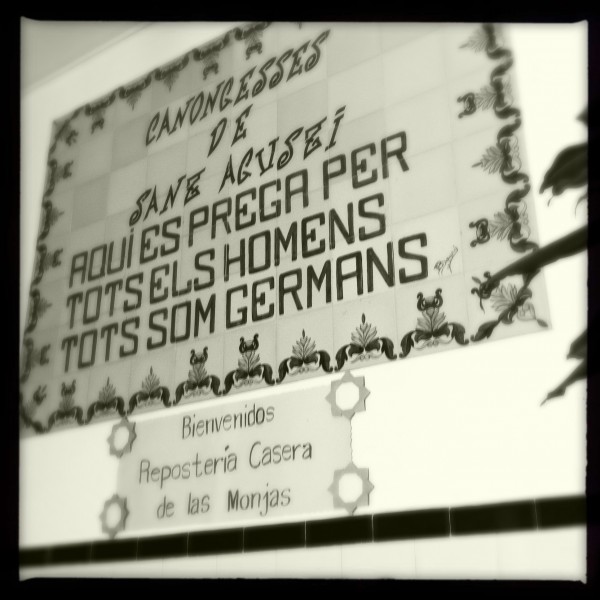 CANONGESSES
DE
SANT AGUSTÍ
AQUÍ ES PREGA PER
TOTS ELS HOMENS
TOTS SOM GERMANS
Bienvenidos
Repostería Casera
de las Monjas